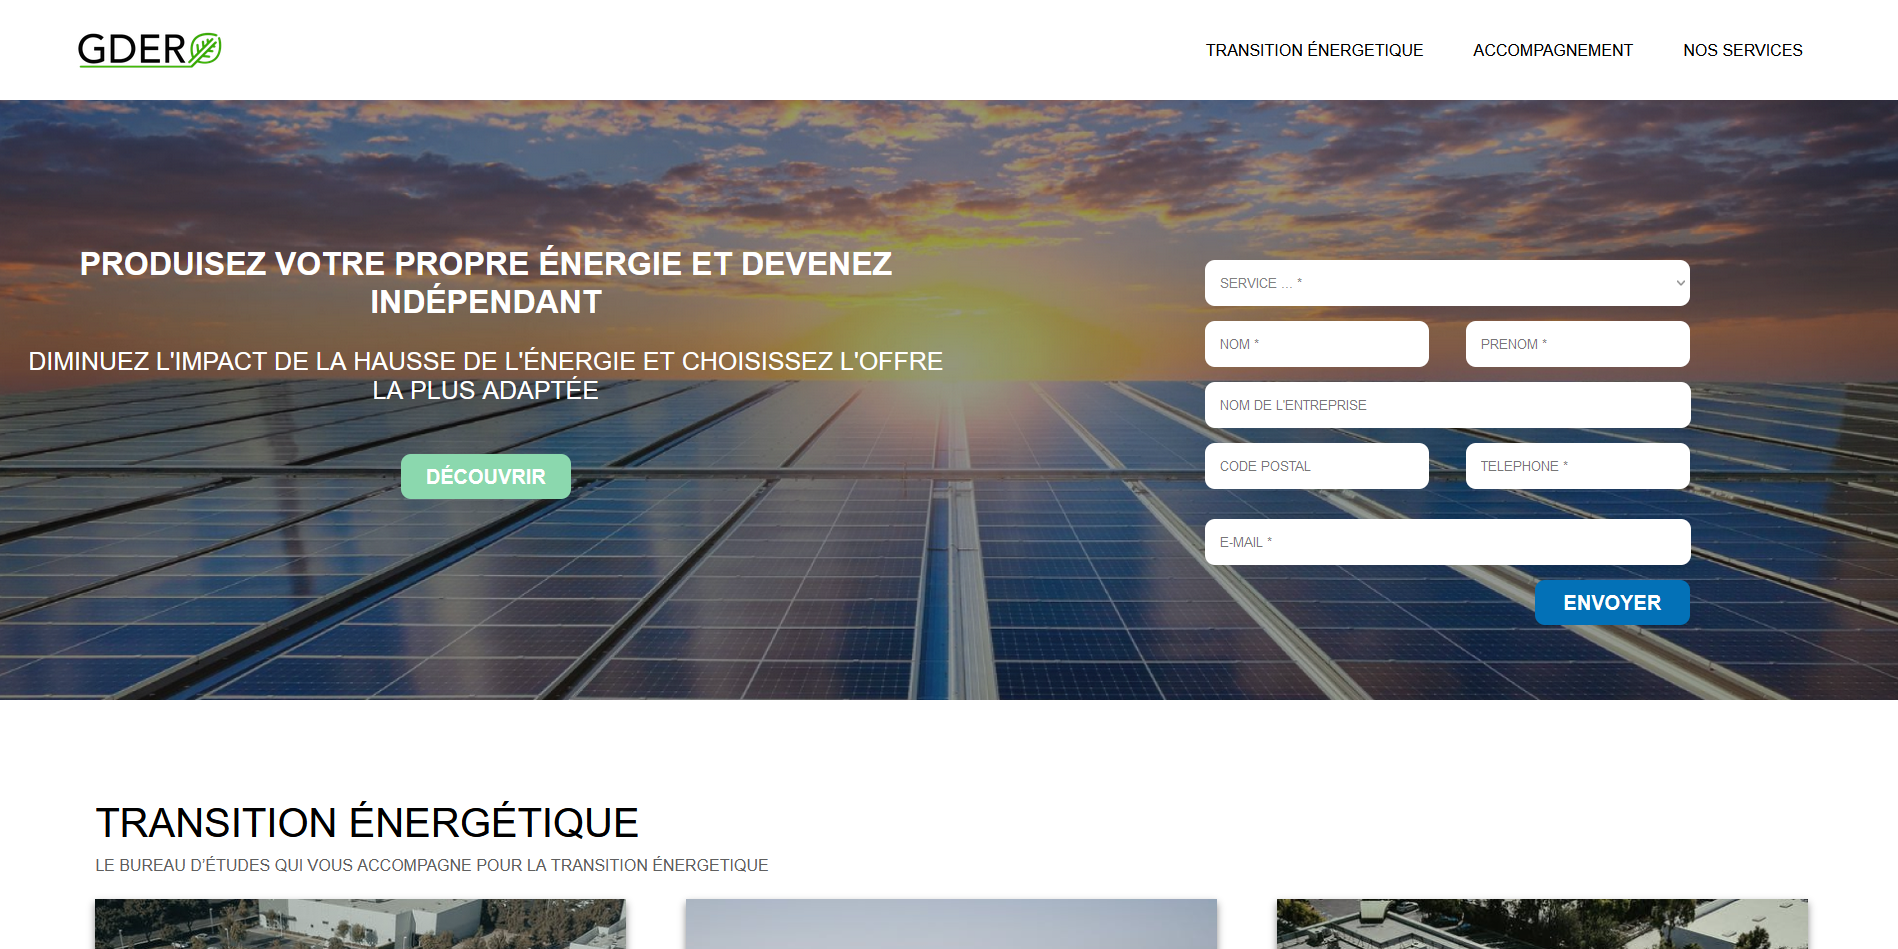 GDER
TRANSITION ÉNERGETIQUE
ACCOMPAGNEMENT
NOS SERVICES
PRODUISEZ VOTRE PROPRE ÉNERGIE ET DEVENEZ
INDÉPENDANT
DIMINUEZ L'IMPACT DE LA HAUSSE DE L'ÉNERGIE ET CHOISISSEZ L'OFFRE
LA PLUS ADAPTÉE
DÉCOUVRIR
SERVICE ... *
NOM *
PRENOM *
NOM DE L'ENTREPRISE
CODE POSTAL
TELEPHONE *
E-MAIL *
ENVOYER
TRANSITION ÉNERGÉTIQUE
LE BUREAU D’ÉTUDES QUI VOUS ACCOMPAGNE POUR LA TRANSITION ÉNERGETIQUE